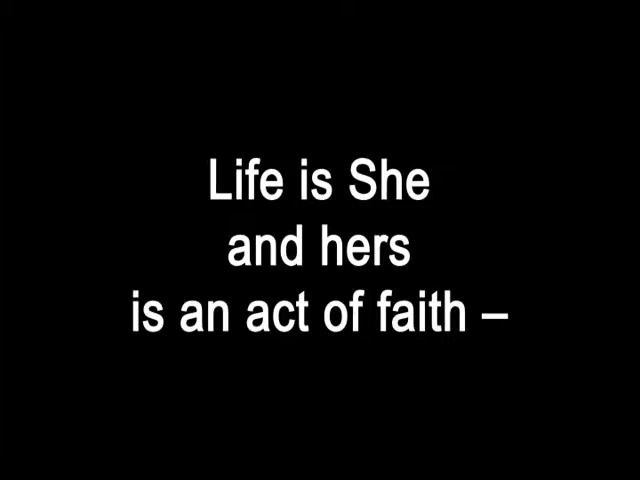 Life is She
and hers
is an act of faith –